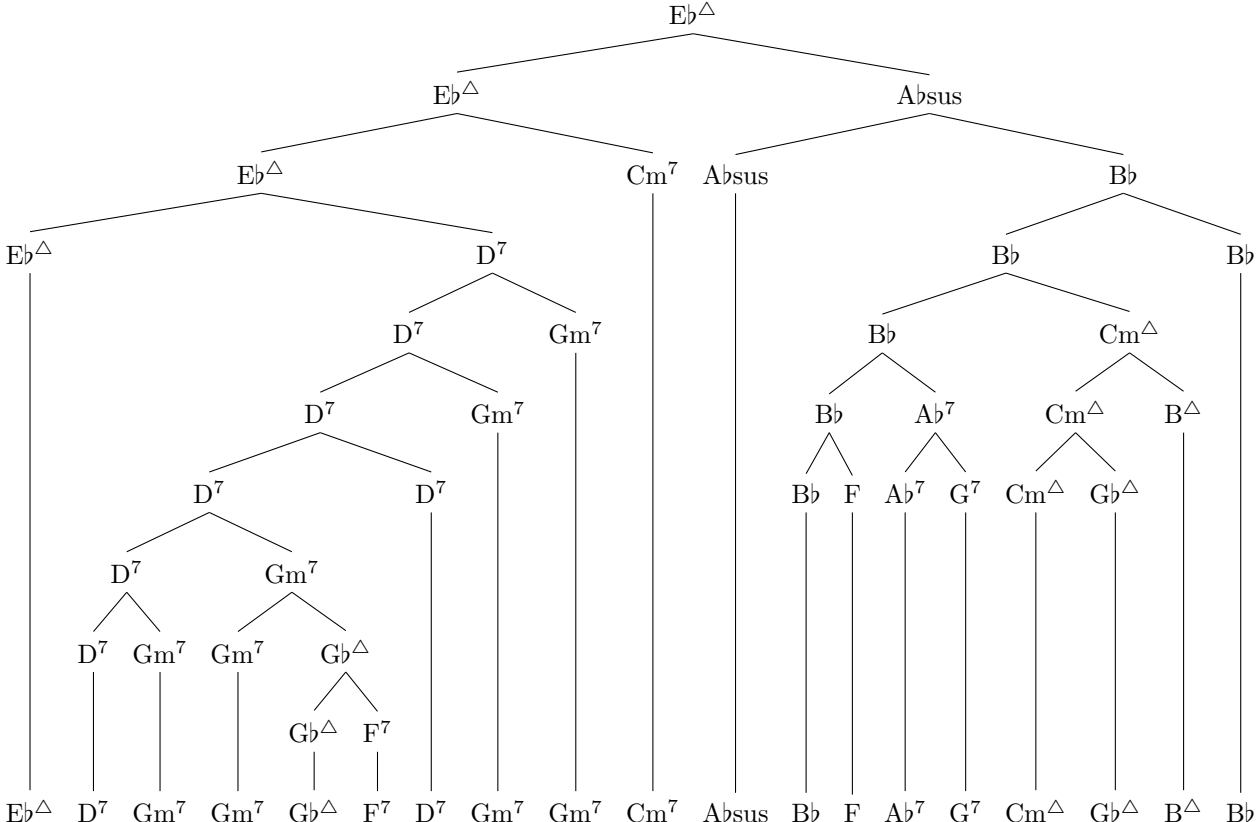 E♭△
E♭△ A♭sus
E♭△ Cm⁷ A♭sus B♭
E♭△ D⁷ B♭ B♭
D⁷ Gm⁷ B♭ Cm△
D⁷ Gm⁷ B♭ A♭⁷ Cm△ B△
D⁷ D⁷ B♭ F A♭⁷ G⁷ Cm△ G♭△
D⁷ Gm⁷
D⁷ Gm⁷ Gm⁷ G♭△
G♭△ F⁷
E♭△ D⁷ Gm⁷ Gm⁷ G♭△ F⁷ D⁷ Gm⁷ Gm⁷ Cm⁷ A♭sus B♭ F A♭⁷ G⁷ Cm△ G♭△ B△ B♭